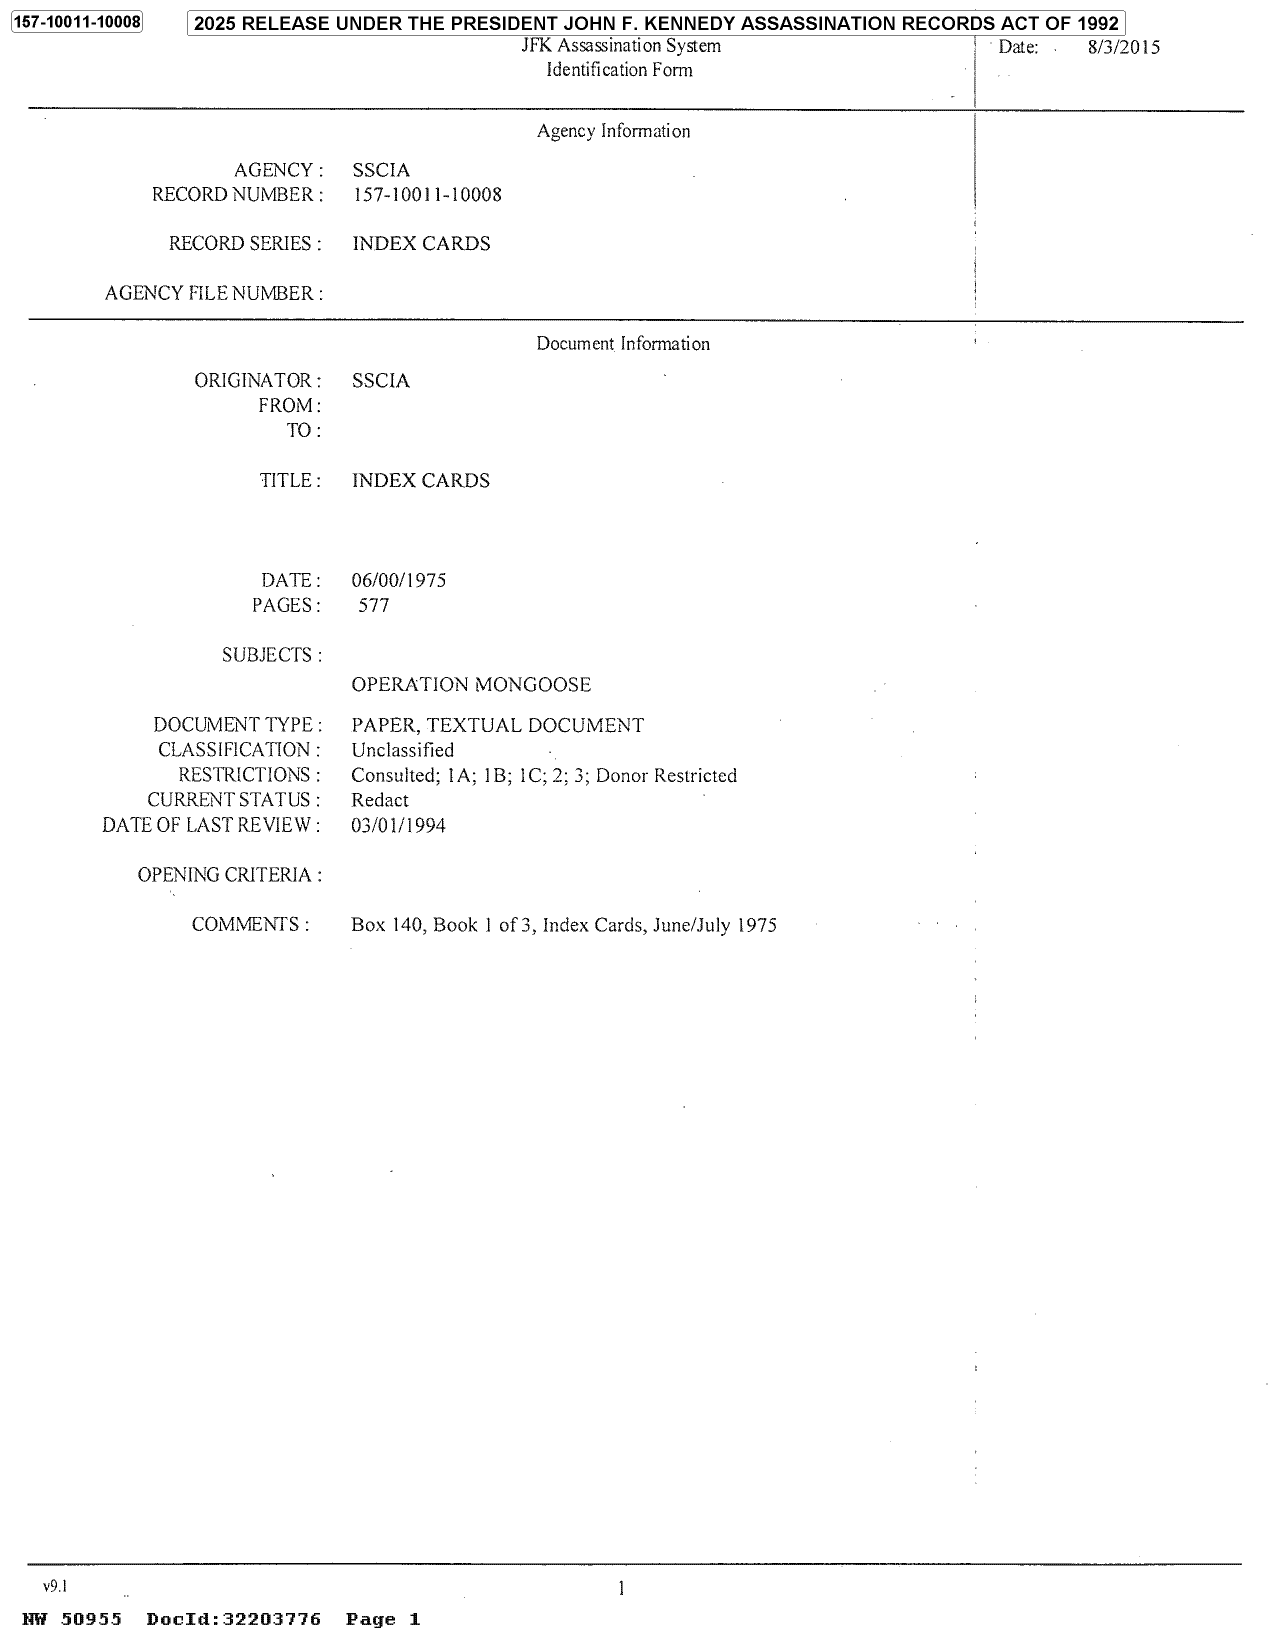 157-10011-10008
2025 RELEASE UNDER THE PRESIDENT JOHN F. KENNEDY ASSASSINATION RECORDS ACT OF 1992
JFK Assassination System
Identification Form
Date: 8/3/2015
Agency Information
AGENCY : SSCIA
RECORD NUMBER : 157-10011-10008
RECORD SERIES : INDEX CARDS
AGENCY FILE NUMBER :
Document Information
ORIGINATOR : SSCIA
FROM :
TO :
TITLE : INDEX CARDS
DATE : 06/00/1975
PAGES : 577
SUBJECTS :
OPERATION MONGOOSE
DOCUMENT TYPE : PAPER, TEXTUAL DOCUMENT
CLASSIFICATION : Unclassified
RESTRICTIONS : Consulted; 1A; 1B; 1C; 2; 3; Donor Restricted
CURRENT STATUS : Redact
DATE OF LAST REVIEW : 03/01/1994
OPENING CRITERIA :
COMMENTS : Box 140, Book 1 of 3, Index Cards, June/July 1975
v9.1
1
NW 50955 DocId:32203776 Page 1